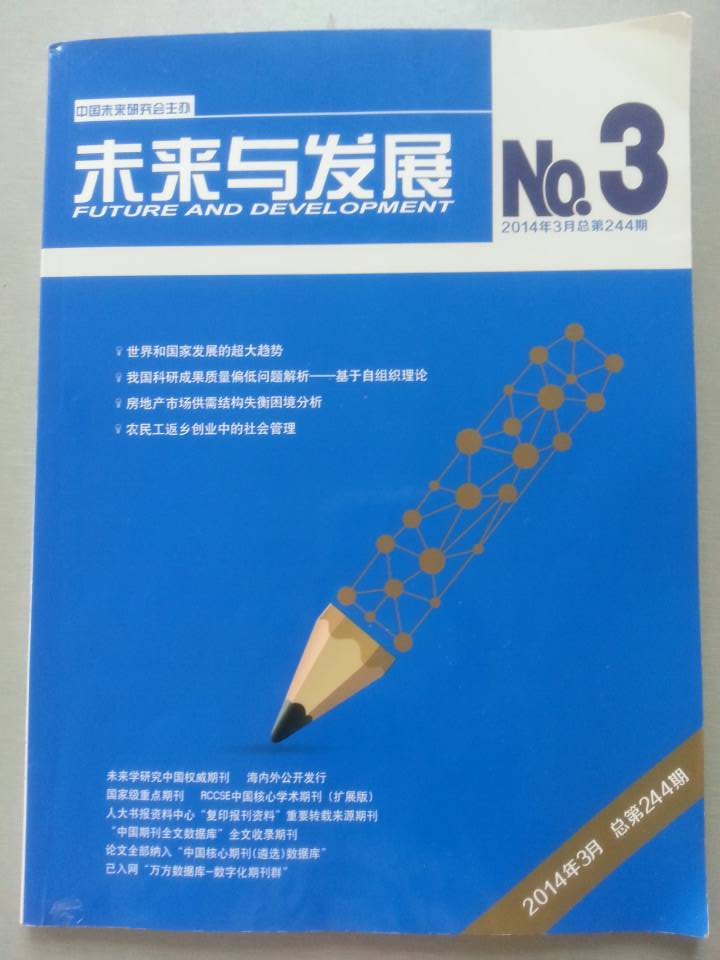 中国未来研究会主办
未来与发展
FUTURE AND DEVELOPMENT
No.3
2014年3月总第244期
世界和国家发展的超大趋势
我国科研成果质量偏低问题解析——基于自组织理论
房地产市场供需结构失衡困境分析
农民工返乡创业中的社会管理
未来学研究中国权威期刊 海内外公开发行
国家级重点期刊 RCCSE中国核心学术期刊（扩展版）
人大书报资料中心“复印报刊资料”重要转载来源期刊
“中国期刊全文数据库”全文收录期刊
论文全部纳入“中国核心期刊(遴选)数据库”
已入网“万方数据库-数字化期刊群”
2014年3月 总第244期